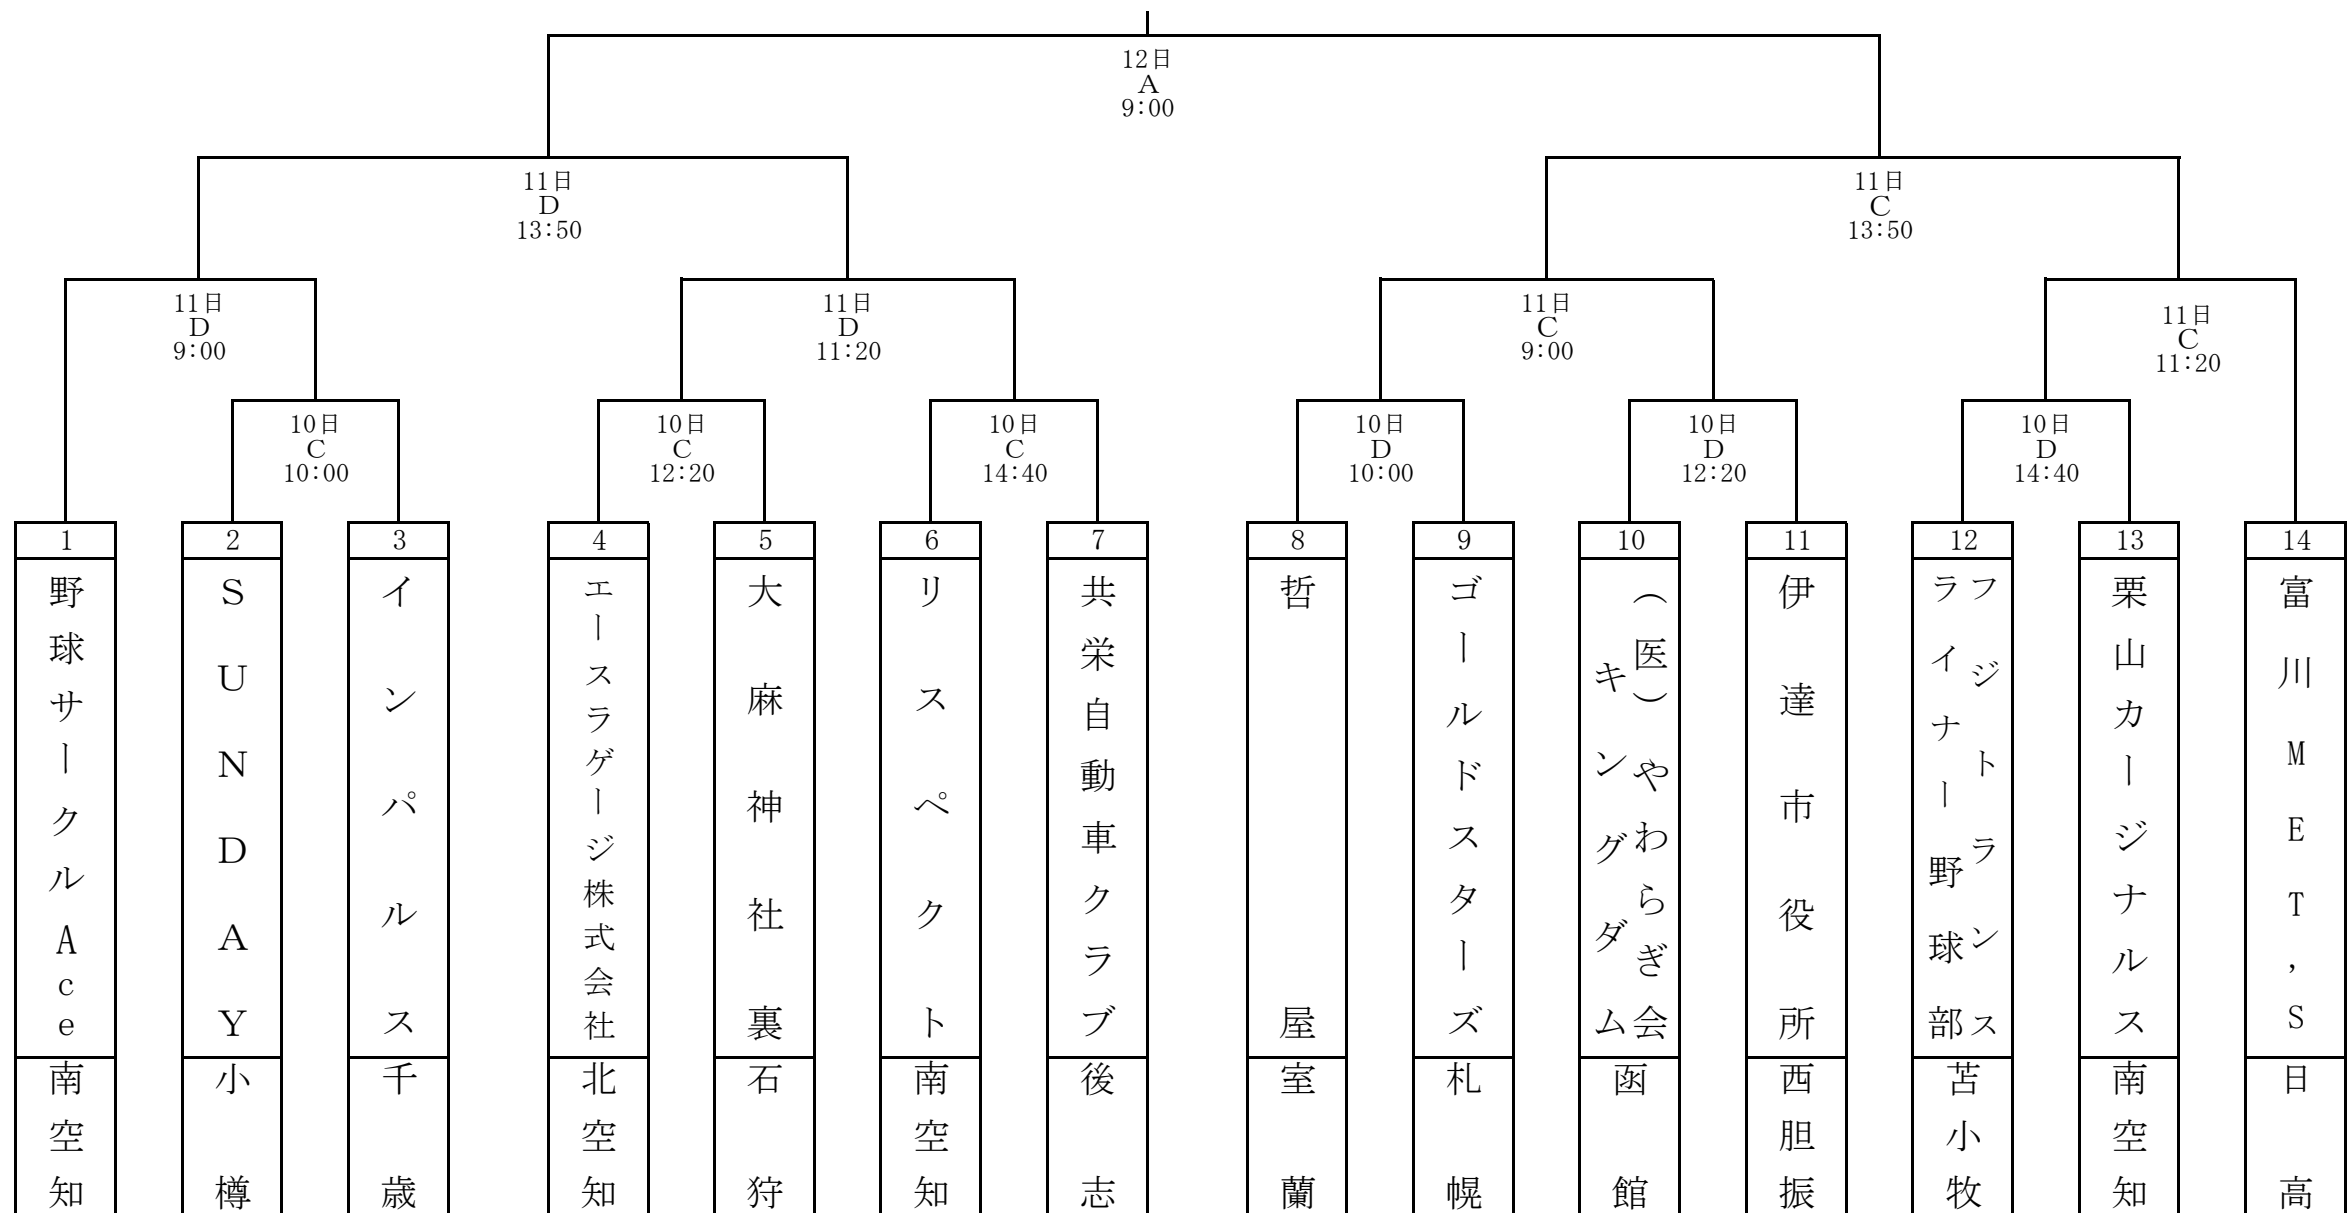 12日
A
9:00
11日
D
13:50
11日
C
13:50
11日
D
9:00
11日
D
11:20
11日
C
9:00
11日
C
11:20
10日
C
10:00
10日
C
12:20
10日
C
14:40
10日
D
10:00
10日
D
12:20
10日
D
14:40
1
野球サークルAce
南空知
2
SUNDAY
小樽
3
インパルス
千歳
4
エースラゲージ株式会社
北空知
5
大麻神社裏
石狩
6
リスペクト
南空知
7
共栄自動車クラブ
後志
8
哲屋
室蘭
9
ゴールドスターズ
札幌
10
（医）やわらぎ会
キングダム
函館
11
伊達市役所
西胆振
12
フジトランス
ライナー野球部
苫小牧
13
栗山カージナルス
南空知
14
富川MET,S
日高